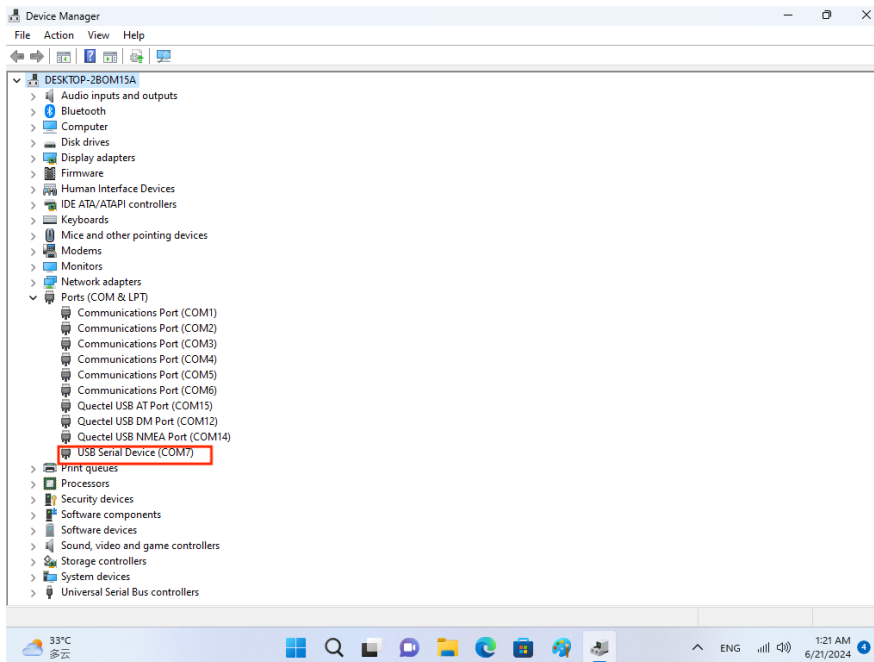 Device Manager
File Action View Help
DESKTOP-2BOM15A
Audio inputs and outputs
Bluetooth
Computer
Disk drives
Display adapters
Firmware
Human Interface Devices
IDE ATA/ATAPI controllers
Keyboards
Mice and other pointing devices
Modems
Monitors
Network adapters
Ports (COM & LPT)
Communications Port (COM1)
Communications Port (COM2)
Communications Port (COM3)
Communications Port (COM4)
Communications Port (COM5)
Communications Port (COM6)
Quectel USB AT Port (COM15)
Quectel USB DM Port (COM12)
Quectel USB NMEA Port (COM14)
USB Serial Device (COM7)
Print queues
Processors
Security devices
Software components
Software devices
Sound, video and game controllers
Storage controllers
System devices
Universal Serial Bus controllers
33°C
多云
ENG
1:21 AM
6/21/2024
4